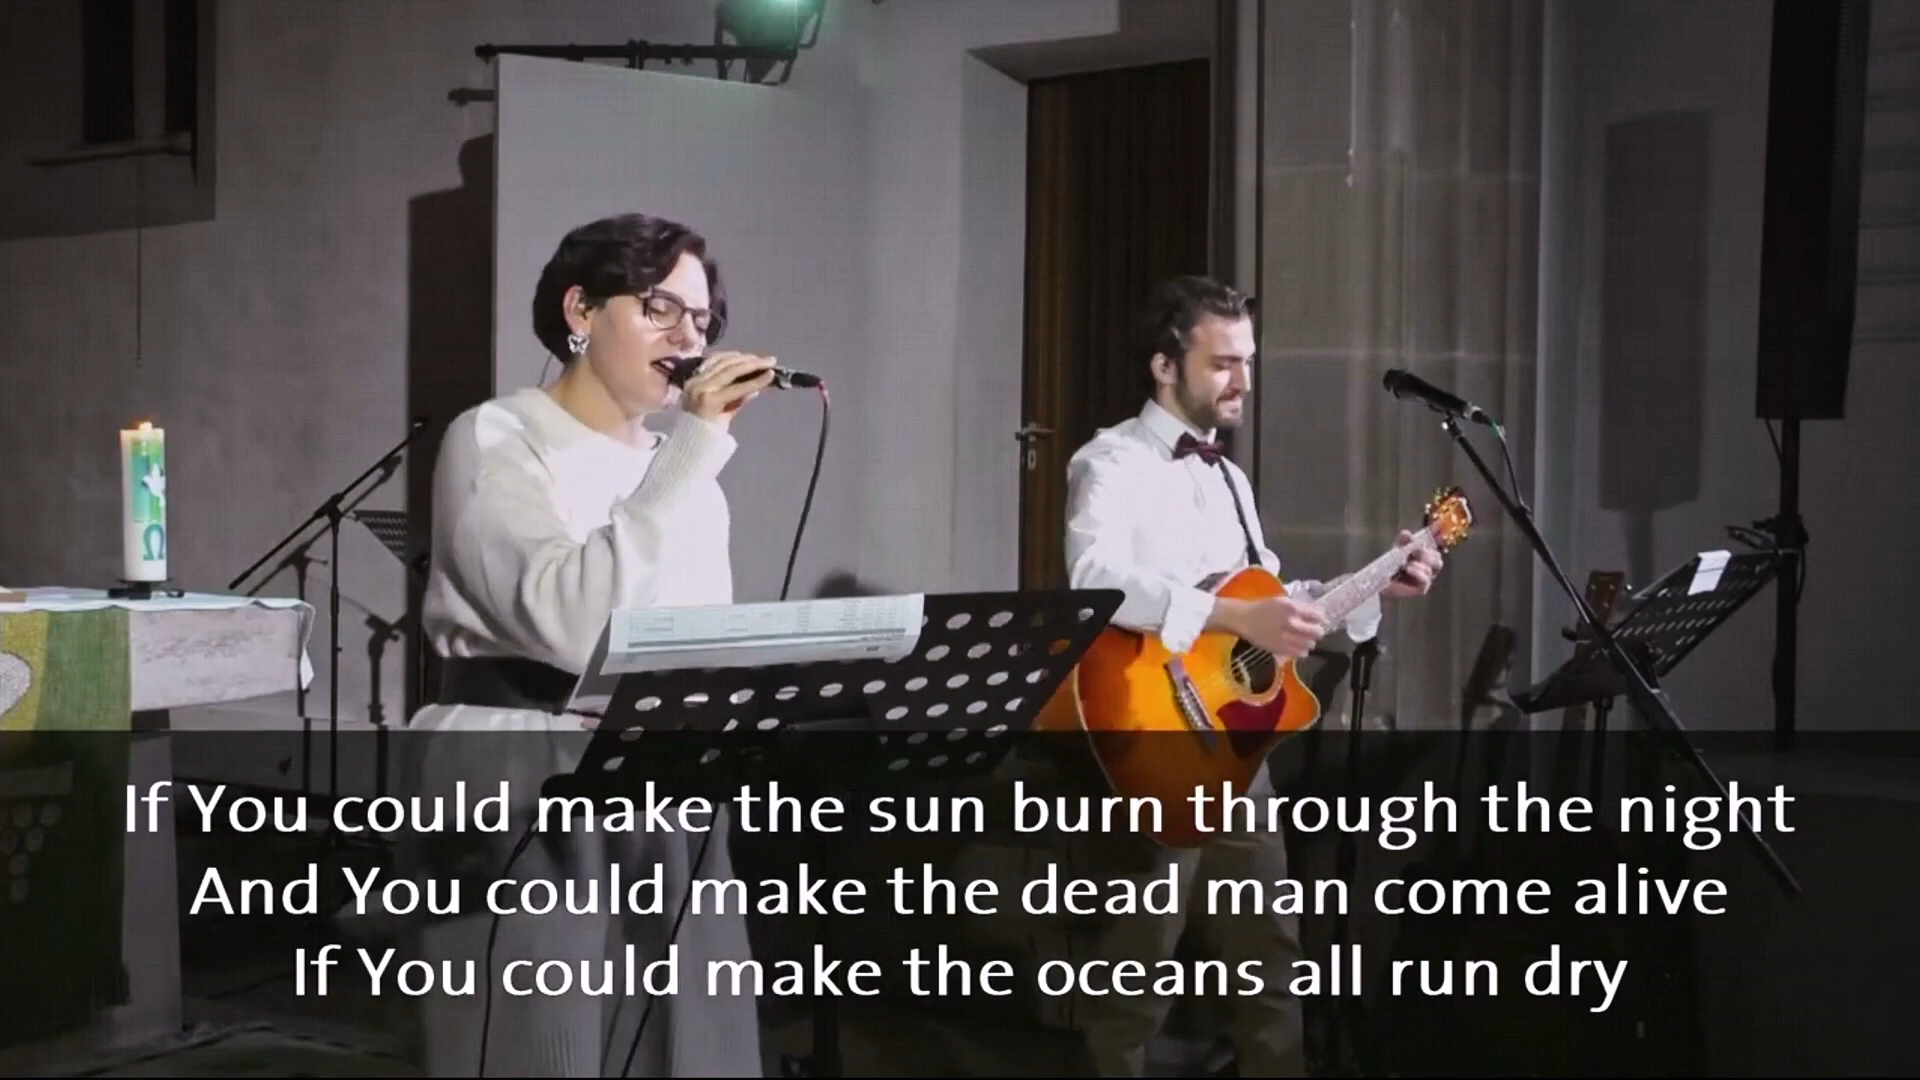 If You could make the sun burn through the night
And You could make the dead man come alive
If You could make the oceans all run dry